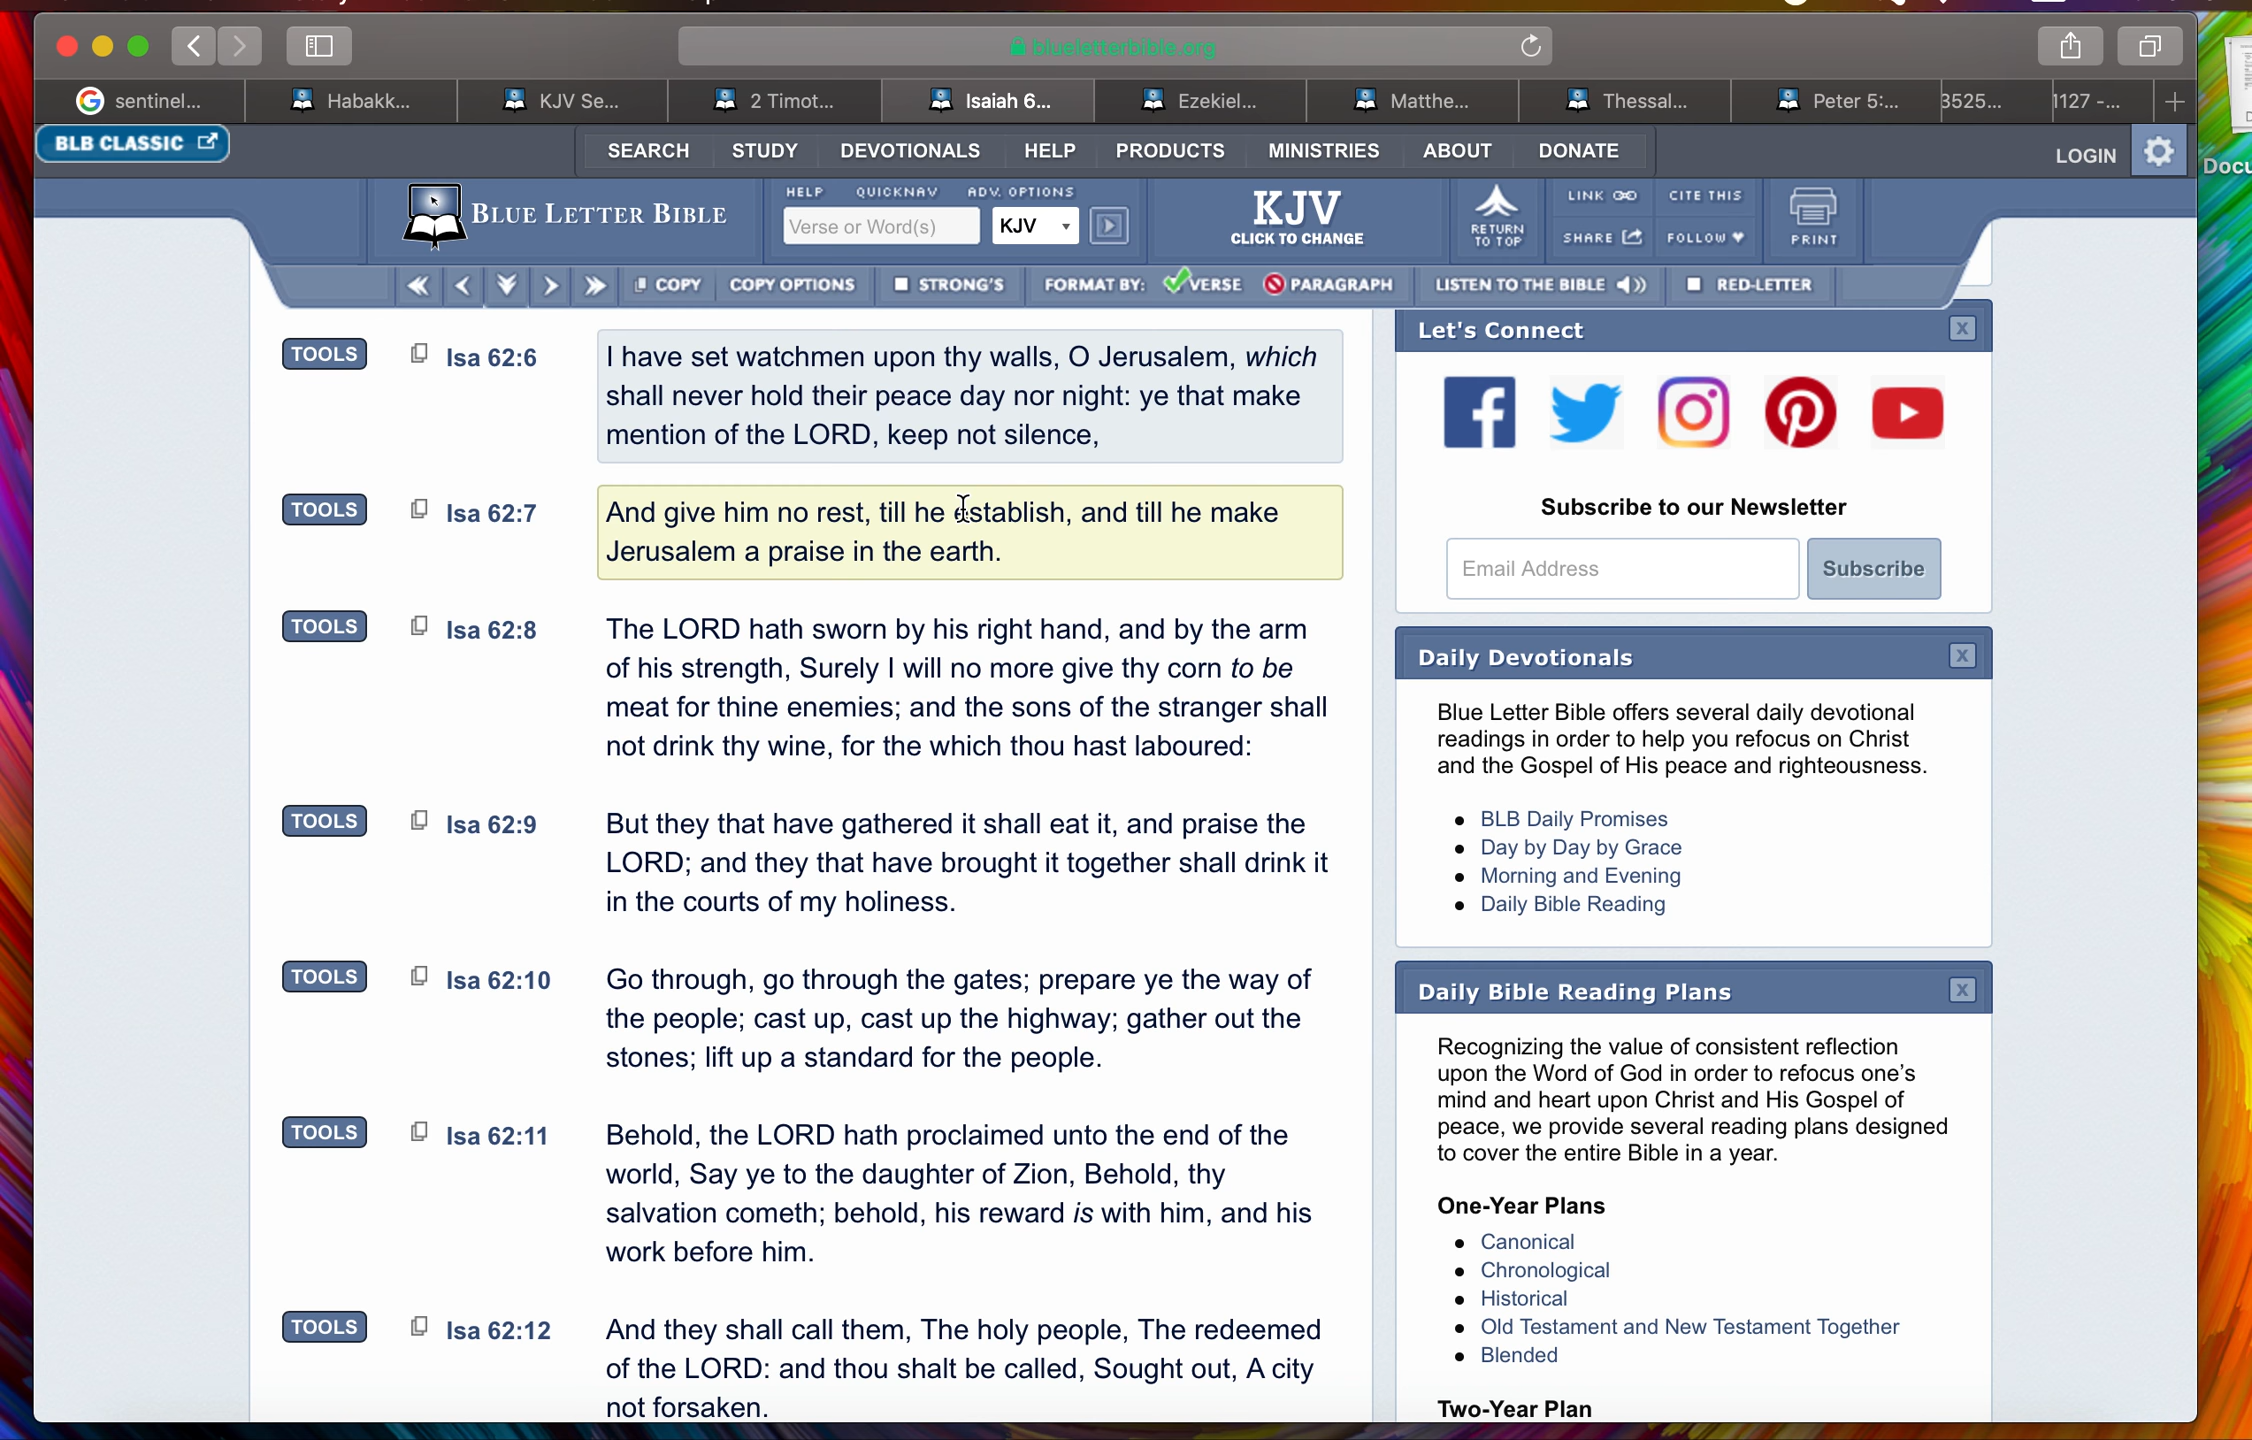 blueletterbible.org
sentinel...
Habakk...
KJV Se...
2 Timot...
Isaiah 6...
Ezekiel...
Matthe...
Thessal...
Peter 5:...
3525...
1127 -...
BLB CLASSIC
SEARCH STUDY DEVOTIONALS HELP PRODUCTS MINISTRIES ABOUT DONATE
LOGIN
Docu
BLUE LETTER BIBLE
HELP QUICKNAV ADV. OPTIONS
Verse or Word(s)
KJV
KJV
CLICK TO CHANGE
RETURN
TO TOP
LINK
CITE THIS
SHARE
FOLLOW
PRINT
COPY COPY OPTIONS STRONG'S FORMAT BY: VERSE PARAGRAPH LISTEN TO THE BIBLE RED-LETTER
TOOLS Isa 62:6
I have set watchmen upon thy walls, O Jerusalem, which
shall never hold their peace day nor night: ye that make
mention of the LORD, keep not silence,
TOOLS Isa 62:7
And give him no rest, till he establish, and till he make
Jerusalem a praise in the earth.
TOOLS Isa 62:8
The LORD hath sworn by his right hand, and by the arm
of his strength, Surely I will no more give thy corn to be
meat for thine enemies; and the sons of the stranger shall
not drink thy wine, for the which thou hast laboured:
TOOLS Isa 62:9
But they that have gathered it shall eat it, and praise the
LORD; and they that have brought it together shall drink it
in the courts of my holiness.
TOOLS Isa 62:10
Go through, go through the gates; prepare ye the way of
the people; cast up, cast up the highway; gather out the
stones; lift up a standard for the people.
TOOLS Isa 62:11
Behold, the LORD hath proclaimed unto the end of the
world, Say ye to the daughter of Zion, Behold, thy
salvation cometh; behold, his reward is with him, and his
work before him.
TOOLS Isa 62:12
And they shall call them, The holy people, The redeemed
of the LORD: and thou shalt be called, Sought out, A city
not forsaken.
Let's Connect
X
Subscribe to our Newsletter
Email Address
Subscribe
Daily Devotionals
X
Blue Letter Bible offers several daily devotional
readings in order to help you refocus on Christ
and the Gospel of His peace and righteousness.
BLB Daily Promises
Day by Day by Grace
Morning and Evening
Daily Bible Reading
Daily Bible Reading Plans
X
Recognizing the value of consistent reflection
upon the Word of God in order to refocus one's
mind and heart upon Christ and His Gospel of
peace, we provide several reading plans designed
to cover the entire Bible in a year.
One-Year Plans
Canonical
Chronological
Historical
Old Testament and New Testament Together
Blended
Two-Year Plan